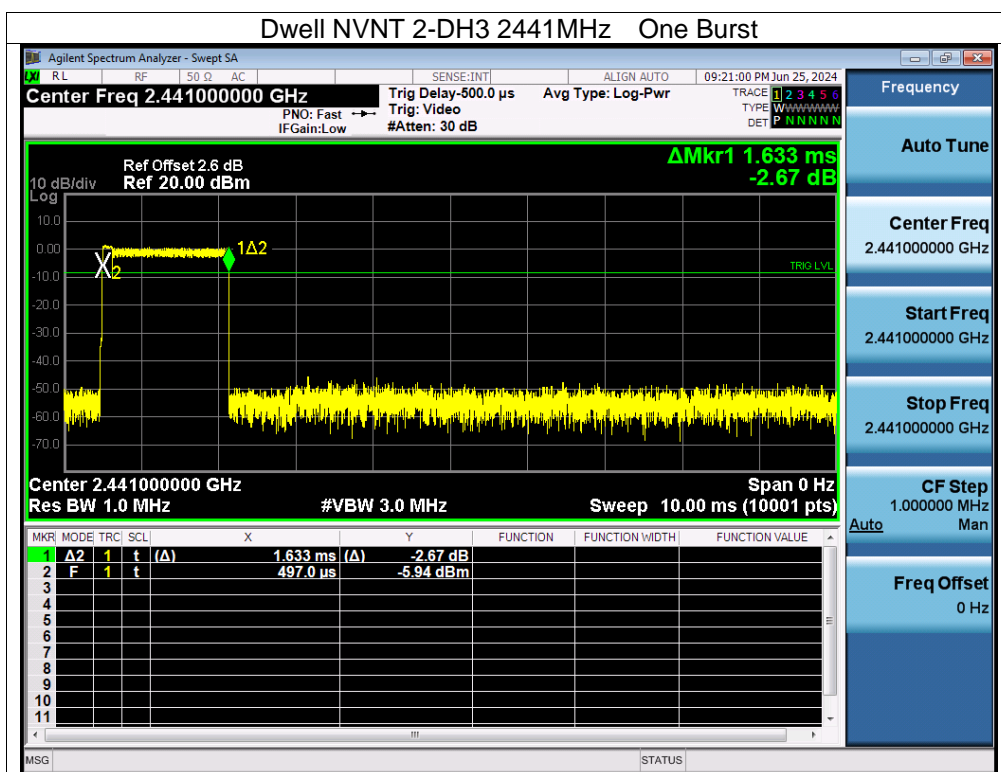 Dwell NVNT 2-DH3 2441MHz One Burst
Agilent Spectrum Analyzer - Swept SA
LXI RL RF 50 Ω AC SENSE:INT ALIGN AUTO 09:21:00 PM Jun 25, 2024
Center Freq 2.441000000 GHz
PNO: Fast
IFGain:Low
Trig Delay-500.0 µs
Trig: Video
#Atten: 30 dB
Avg Type: Log-Pwr
TRACE 1 2 3 4 5 6
TYPE WWWWWW
DET P N N N N N
Frequency
Auto Tune
Center Freq
2.441000000 GHz
Start Freq
2.441000000 GHz
Stop Freq
2.441000000 GHz
CF Step
1.000000 MHz
Auto Man
Freq Offset
0 Hz
ΔMkr1 1.633 ms
-2.67 dB
Ref Offset 2.6 dB
10 dB/div Ref 20.00 dBm
Log
10.0
0.00
-10.0
-20.0
-30.0
-40.0
-50.0
-60.0
-70.0
1Δ2
2
TRIG LVL
Center 2.441000000 GHz Span 0 Hz
Res BW 1.0 MHz #VBW 3.0 MHz Sweep 10.00 ms (10001 pts)
MKR MODE TRC SCL X Y FUNCTION FUNCTION WIDTH FUNCTION VALUE
1 Δ2 1 t (Δ) 1.633 ms (Δ) -2.67 dB
2 F 1 t 497.0 µs -5.94 dBm
3
4
5
6
7
8
9
10
11
MSG STATUS